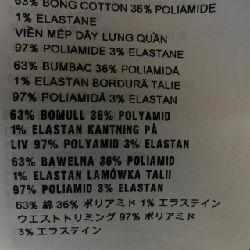 63% BÔNG COTTON 36% POLIAMIDE
1% ELASTANE
VIỀN MÉP DÂY LƯNG QUẦN
97% POLIAMIDE 3% ELASTANE
63% BUMBAC 36% POLIAMIDĂ
1% ELASTAN BORDURĂ TALIE
97% POLIAMIDĂ 3% ELASTAN
63% BOMULL 36% POLYAMID
1% ELASTAN KANTNING PÅ
LIV 97% POLYAMID 3% ELASTAN
63% BAWEŁNA 36% POLIAMID
1% ELASTAN LAMÓWKA TALII
97% POLIAMID 3% ELASTAN
63% 綿 36% ポリアミド 1% エラステイン
ウエストトリミング 97% ポリアミド
3% エラステイン